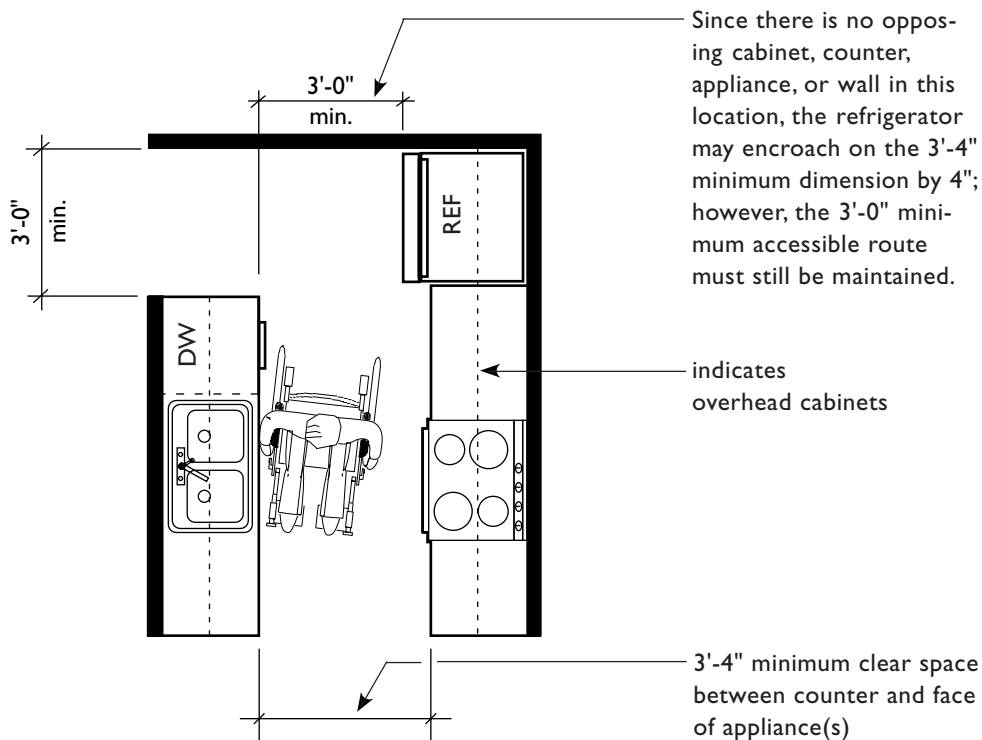 Since there is no oppos-
ing cabinet, counter,
appliance, or wall in this
location, the refrigerator
may encroach on the 3'-4"
minimum dimension by 4";
however, the 3'-0" mini-
mum accessible route
must still be maintained.
3'-0"
min.
3'-0"
min.
REF
DW
indicates
overhead cabinets
3'-4" minimum clear space
between counter and face
of appliance(s)